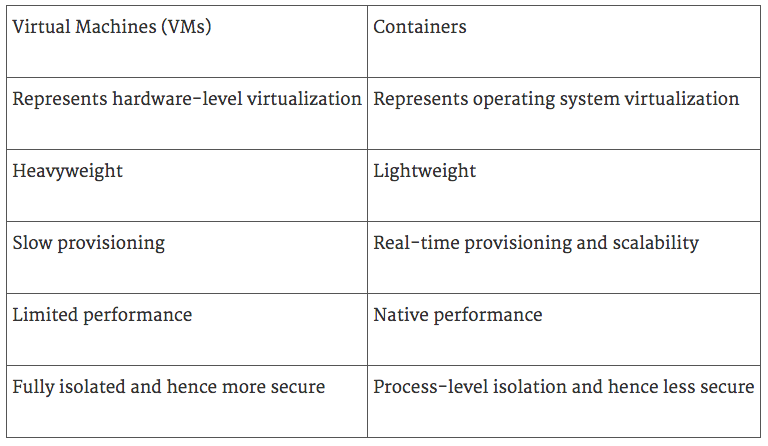 Virtual Machines (VMs) Containers
Represents hardware-level virtualization Represents operating system virtualization
Heavyweight Lightweight
Slow provisioning Real-time provisioning and scalability
Limited performance Native performance
Fully isolated and hence more secure Process-level isolation and hence less secure